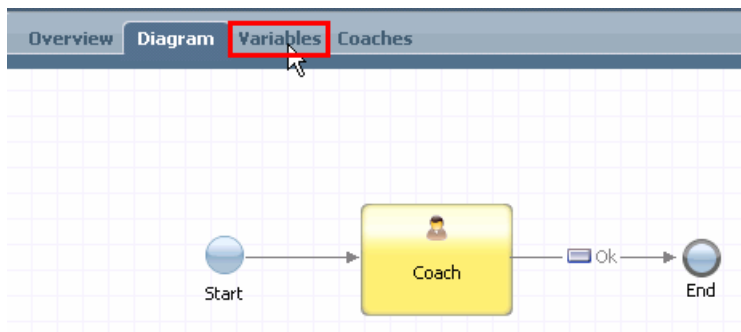 Overview Diagram Variables Coaches
Coach
Ok
Start
End